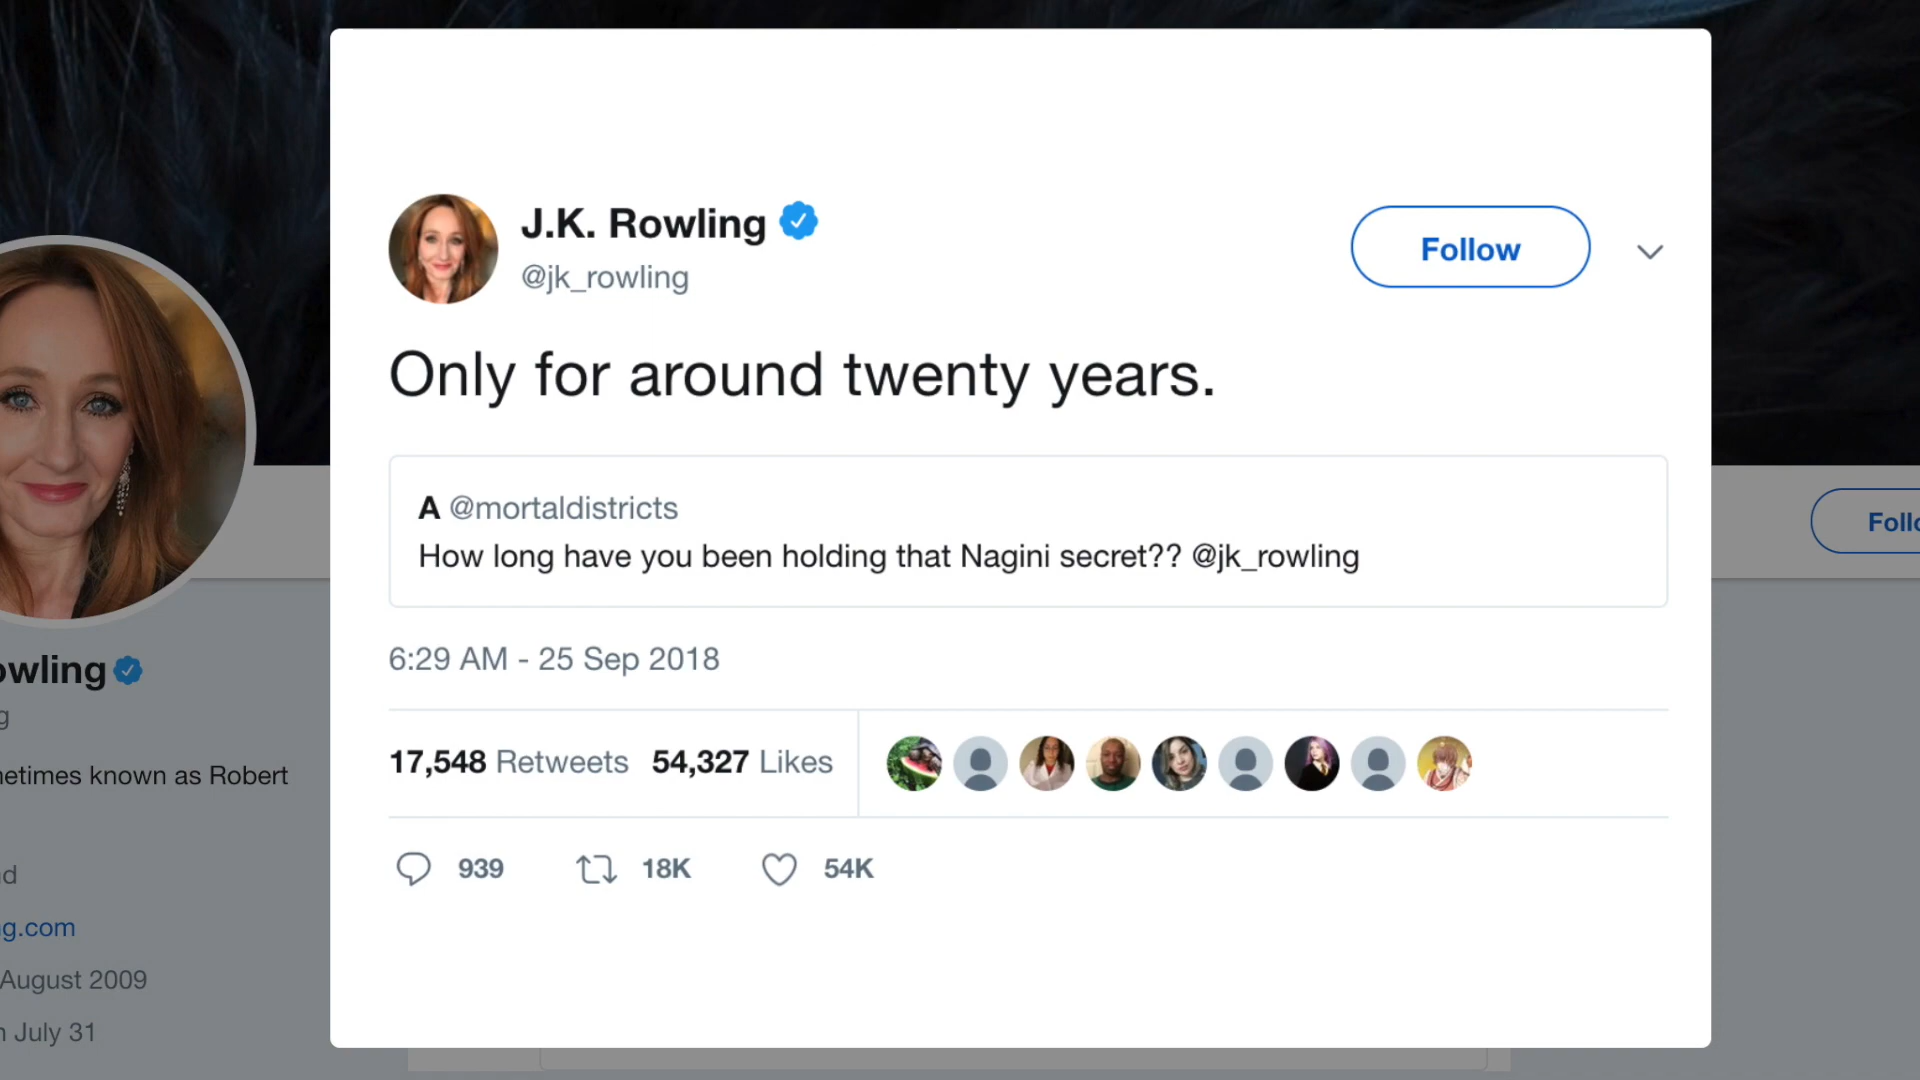 J.K. Rowling
@jk_rowling
Follow
Only for around twenty years.
A @mortaldistricts
How long have you been holding that Nagini secret?? @jk_rowling
6:29 AM - 25 Sep 2018
17,548 Retweets 54,327 Likes
939 18K 54K
owling
g
netimes known as Robert
d
g.com
August 2009
n July 31
Follo